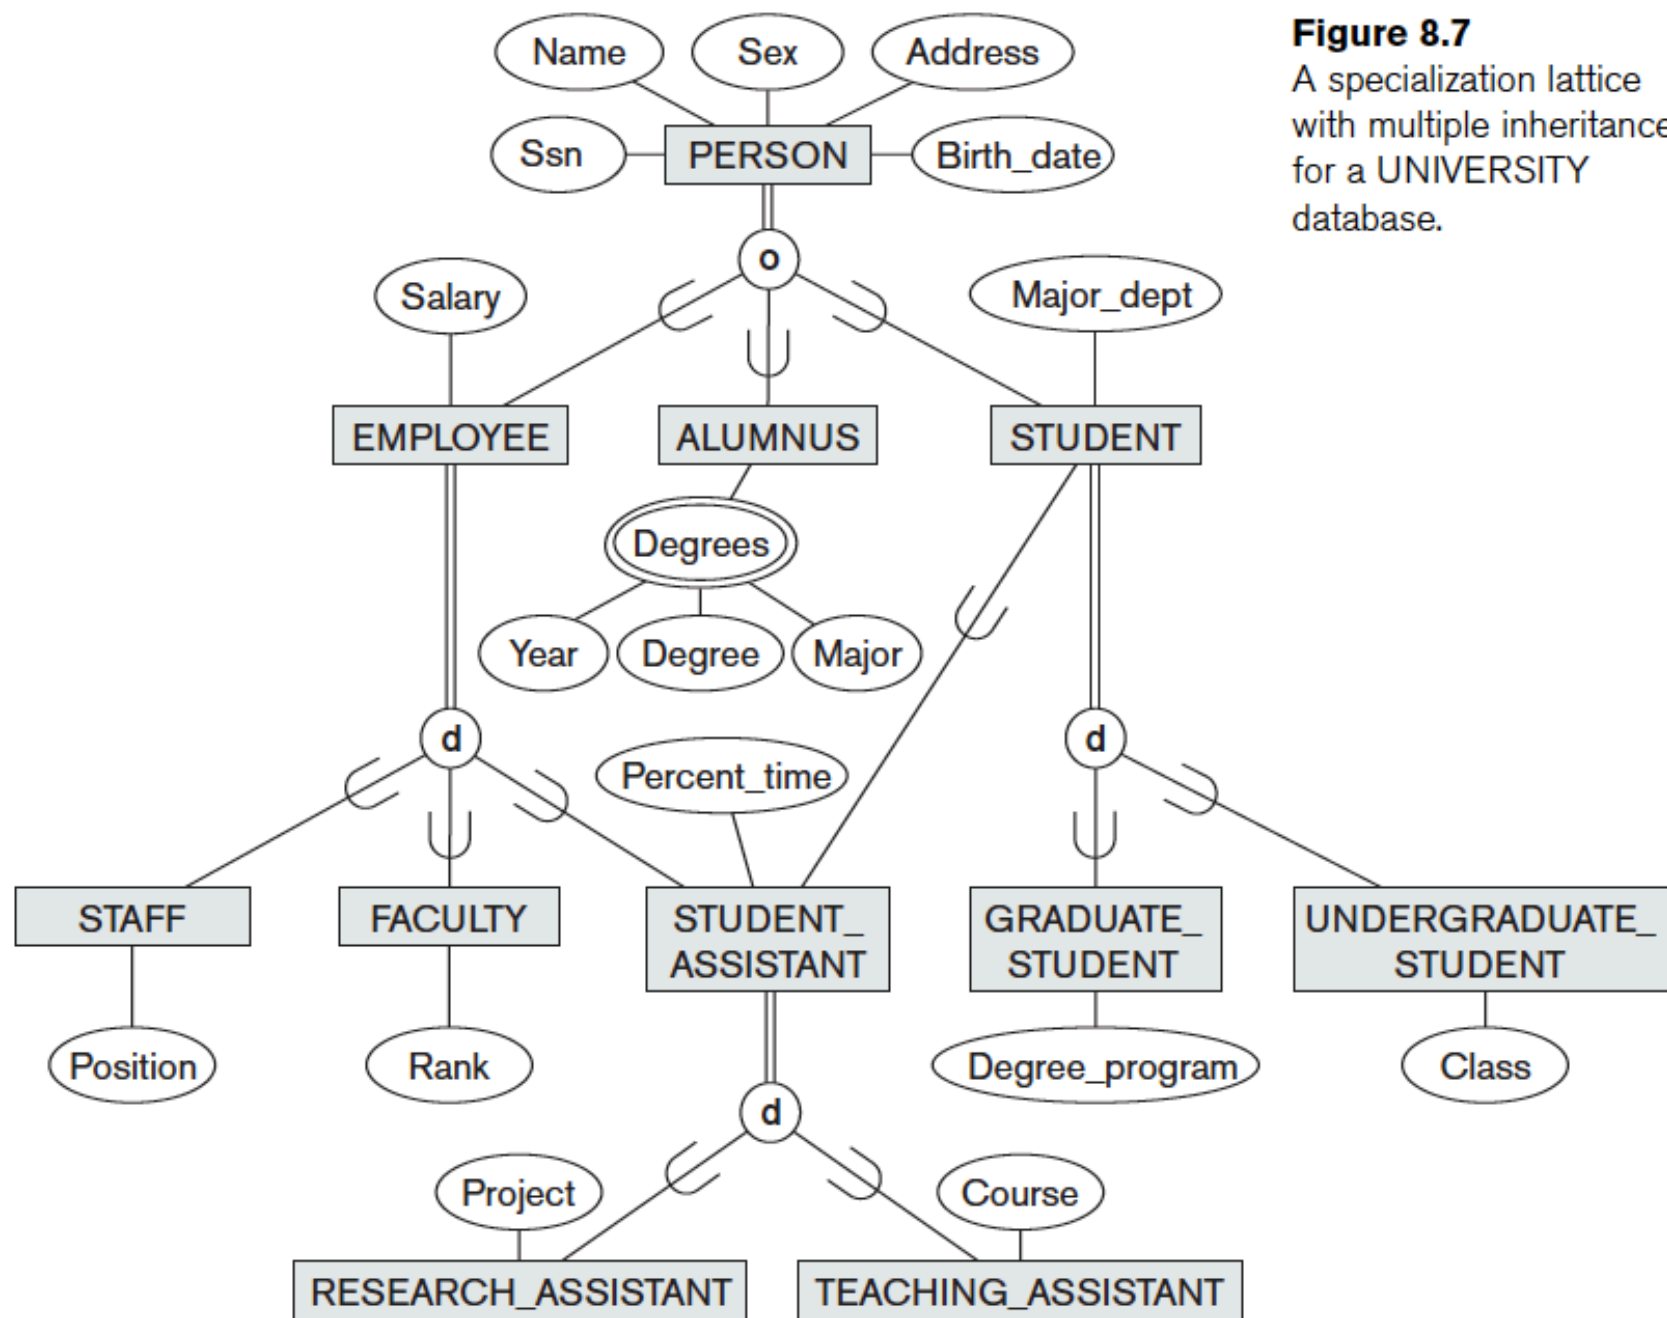 Figure 8.7
A specialization lattice
with multiple inheritance
for a UNIVERSITY
database.
Name
Sex
Address
Ssn
PERSON
Birth_date
o
Salary
Major_dept
EMPLOYEE
ALUMNUS
STUDENT
Degrees
Year
Degree
Major
d
d
Percent_time
STAFF
FACULTY
STUDENT_
ASSISTANT
GRADUATE_
STUDENT
UNDERGRADUATE_
STUDENT
Position
Rank
Degree_program
Class
d
Project
Course
RESEARCH_ASSISTANT
TEACHING_ASSISTANT